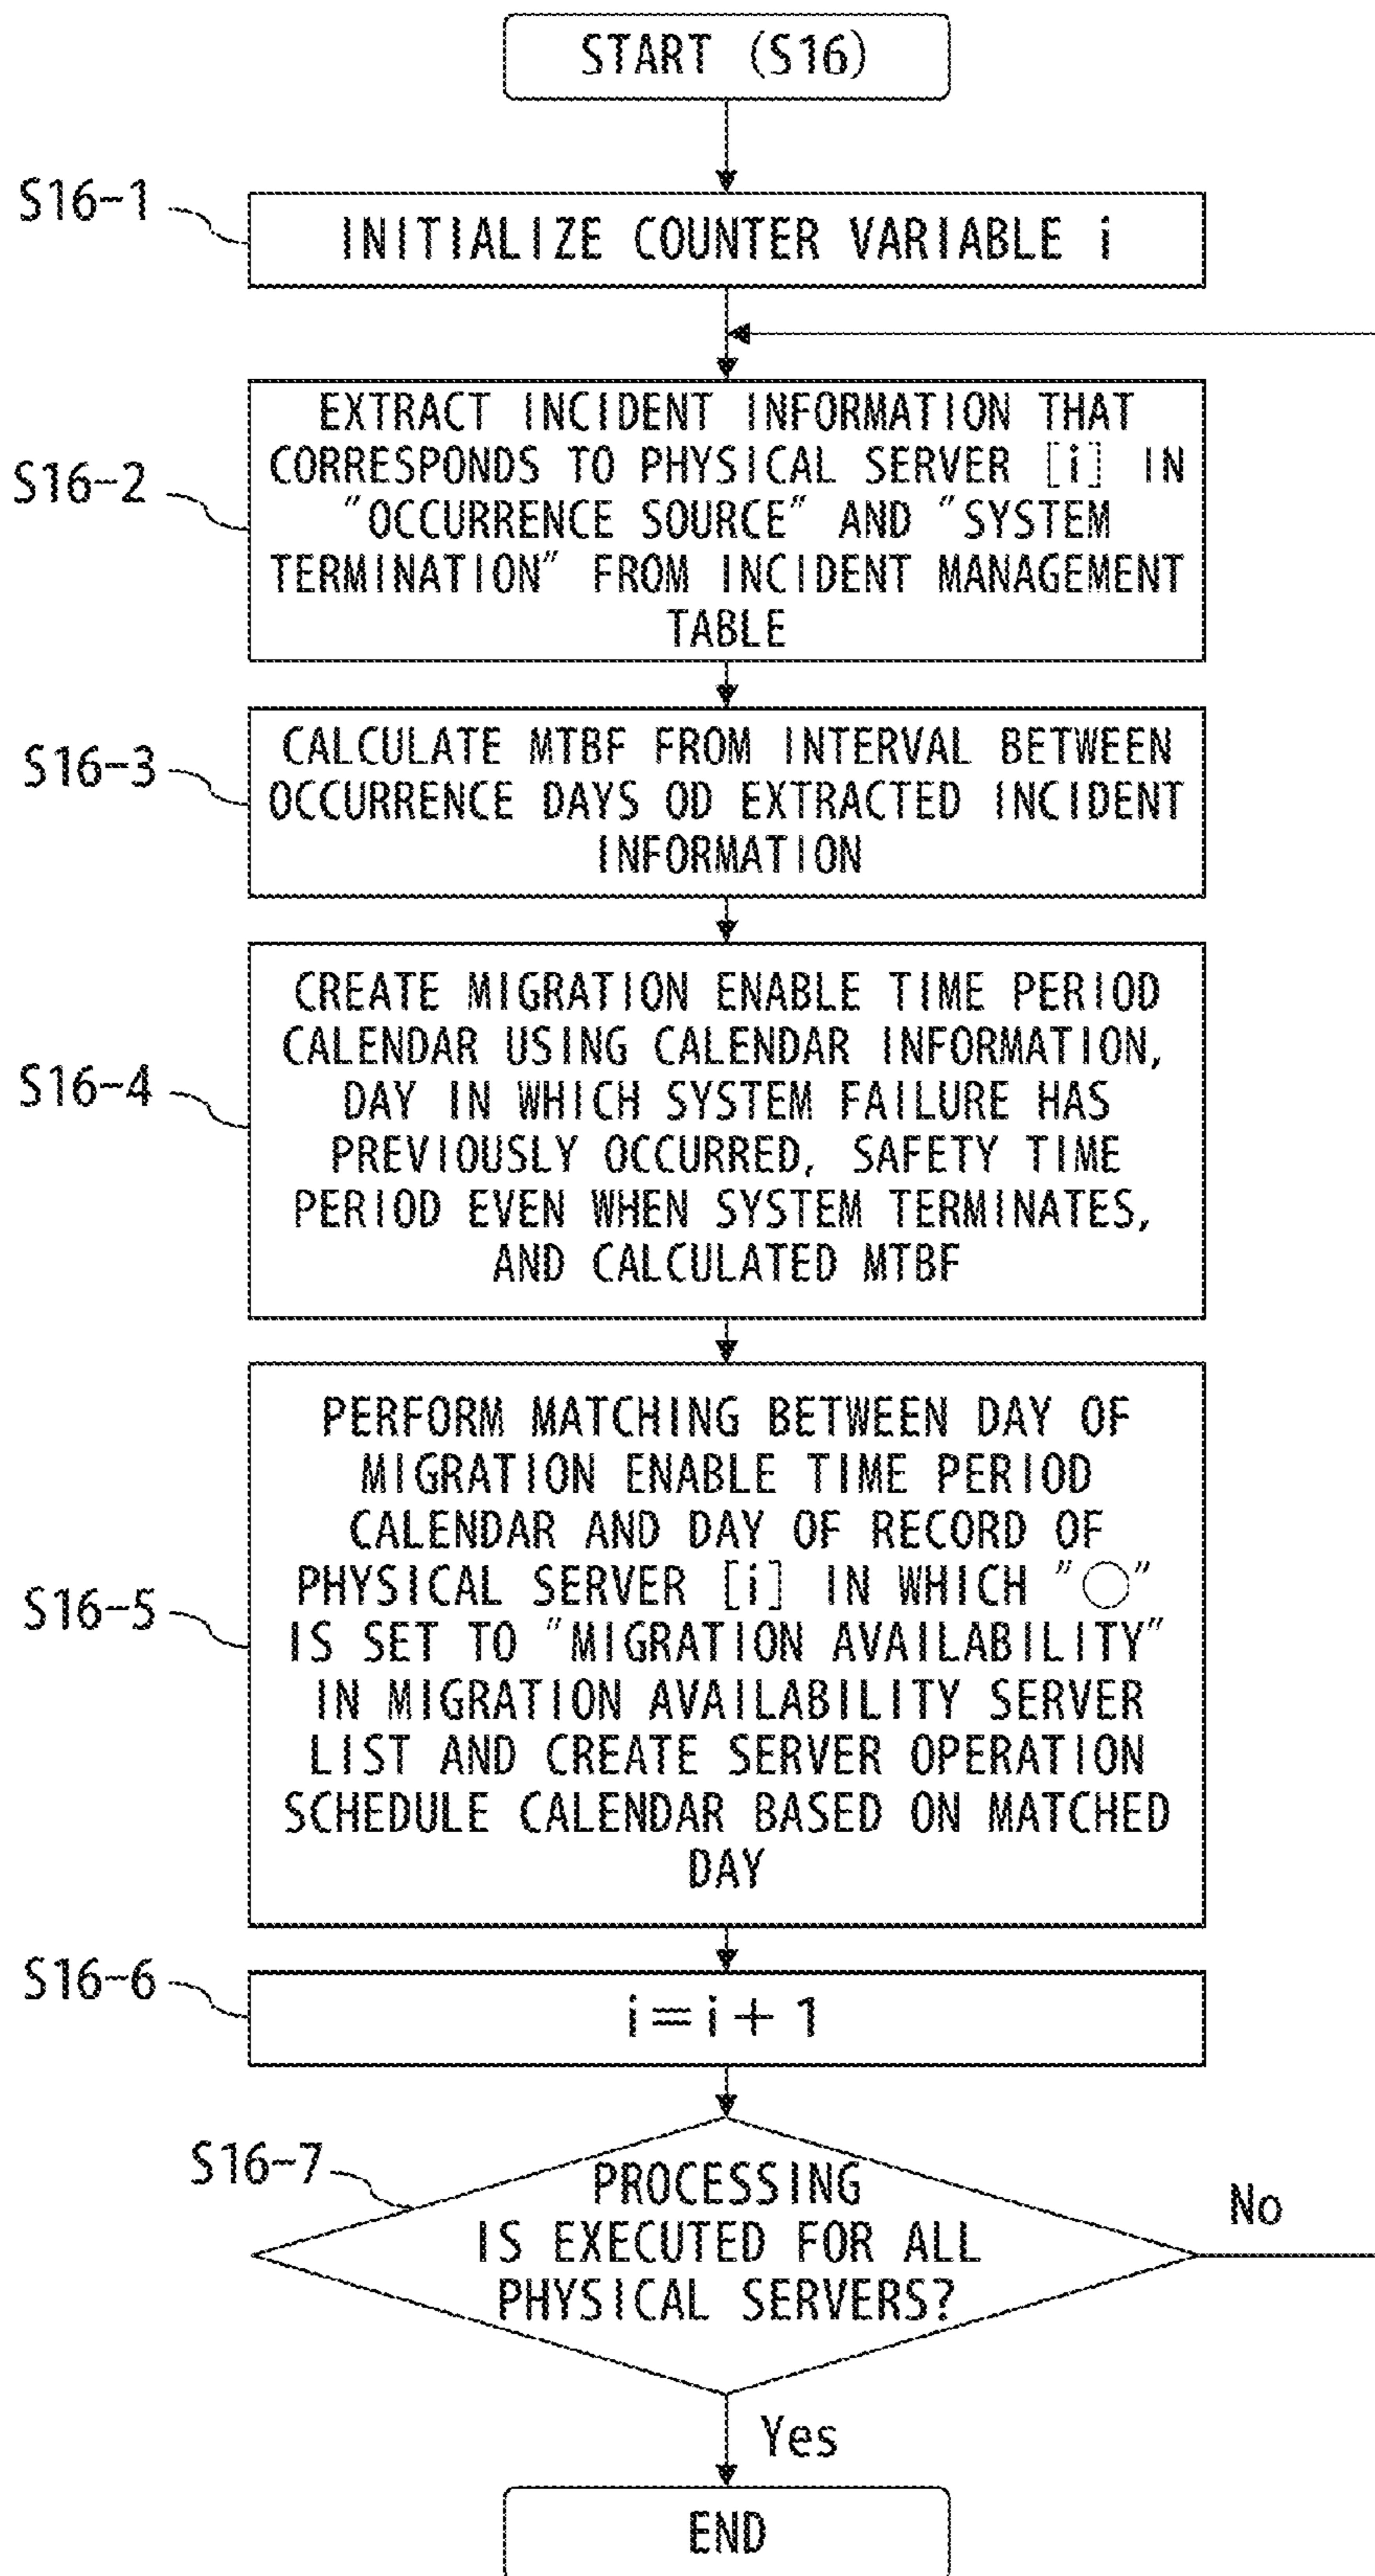 START (S16)
S16-1
INITIALIZE COUNTER VARIABLE i
S16-2
EXTRACT INCIDENT INFORMATION THAT
CORRESPONDS TO PHYSICAL SERVER [i] IN
"OCCURRENCE SOURCE" AND "SYSTEM
TERMINATION" FROM INCIDENT MANAGEMENT
TABLE
S16-3
CALCULATE MTBF FROM INTERVAL BETWEEN
OCCURRENCE DAYS OD EXTRACTED INCIDENT
INFORMATION
S16-4
CREATE MIGRATION ENABLE TIME PERIOD
CALENDAR USING CALENDAR INFORMATION,
DAY IN WHICH SYSTEM FAILURE HAS
PREVIOUSLY OCCURRED, SAFETY TIME
PERIOD EVEN WHEN SYSTEM TERMINATES,
AND CALCULATED MTBF
S16-5
PERFORM MATCHING BETWEEN DAY OF
MIGRATION ENABLE TIME PERIOD
CALENDAR AND DAY OF RECORD OF
PHYSICAL SERVER [i] IN WHICH "○"
IS SET TO "MIGRATION AVAILABILITY"
IN MIGRATION AVAILABILITY SERVER
LIST AND CREATE SERVER OPERATION
SCHEDULE CALENDAR BASED ON MATCHED
DAY
S16-6
i=i+1
S16-7
PROCESSING
IS EXECUTED FOR ALL
PHYSICAL SERVERS?
No
Yes
END